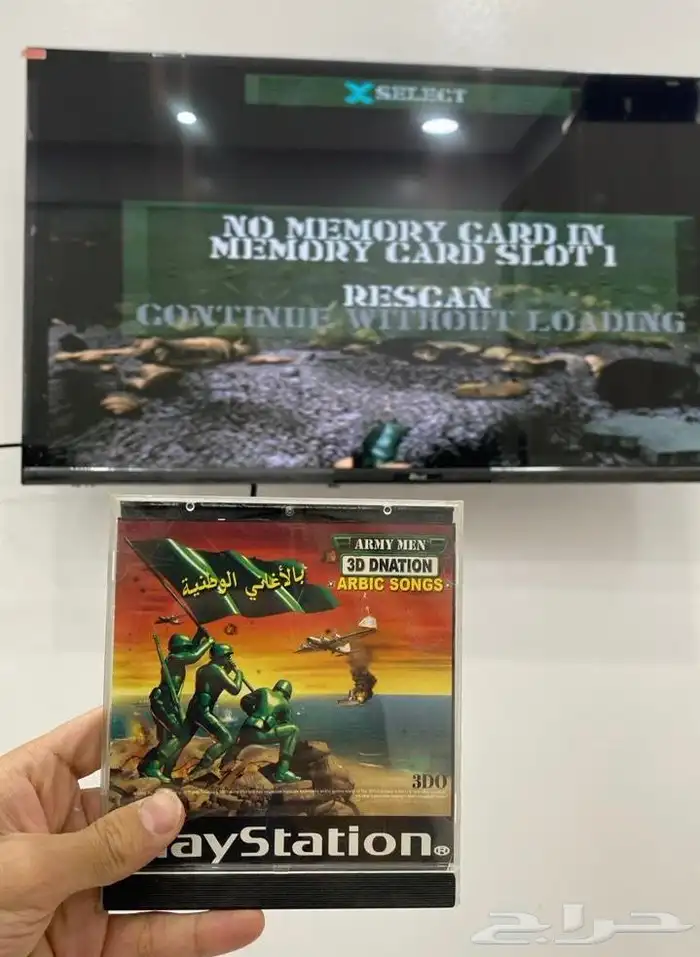 X SELECT
NO MEMORY CARD IN
MEMORY CARD SLOT 1
RESCAN
CONTINUE WITHOUT LOADING
ARMY MEN
3D DNATION
ARBIC SONGS
بالأغاني الوطنية
3DO
PlayStation®
حراج